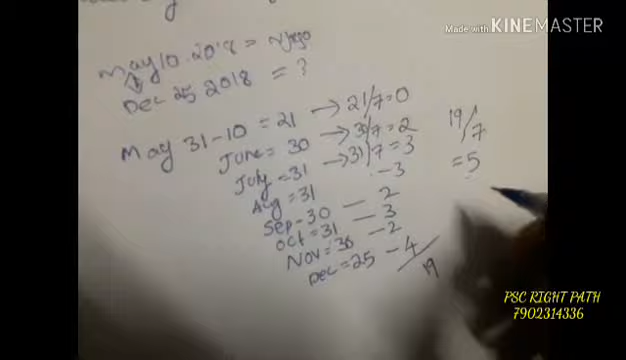 Made with KINEMASTER
May 10 2018 =
Dec 25 2018 = ?
May 31-10 = 21 → 21/7=0
June = 30 → 30/7=2
July = 31 → 31/7=3
Aug = 31 - 3
Sep-30 - 2
Oct = 31 - 3
Nov = 30 - 2
Dec = 25 - 4
19
19/7
= 5
PSC RIGHT PATH
7902314336